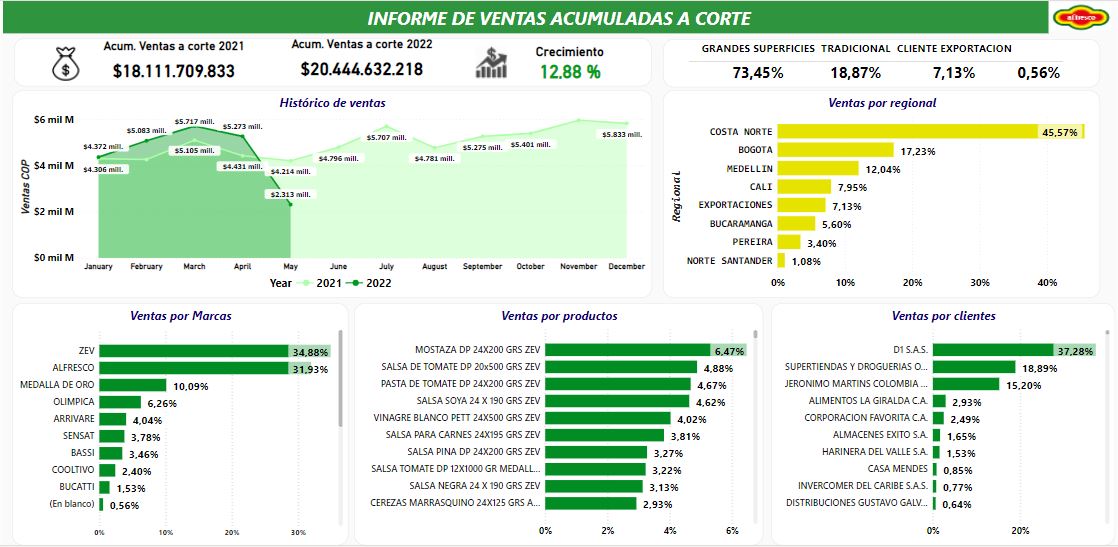 INFORME DE VENTAS ACUMULADAS A CORTE
alfresco
Acum. Ventas a corte 2021
$18.111.709.833
Acum. Ventas a corte 2022
$20.444.632.218
Crecimiento
12,88 %
GRANDES SUPERFICIES TRADICIONAL CLIENTE EXPORTACION
73,45% 18,87% 7,13% 0,56%
Histórico de ventas
Ventas COP
$6 mil M
$4 mil M
$2 mil M
$0 mil M
$4.372 mill.
$5.083 mill.
$5.717 mill.
$5.273 mill.
$2.313 mill.
$4.306 mill.
$5.105 mill.
$4.431 mill.
$4.214 mill.
$4.796 mill.
$5.707 mill.
$4.781 mill.
$5.275 mill.
$5.401 mill.
$5.833 mill.
January February March April May June July August September October November December
Year 2021 2022
Ventas por regional
Regional
COSTA NORTE 45,57%
BOGOTA 17,23%
MEDELLIN 12,04%
CALI 7,95%
EXPORTACIONES 7,13%
BUCARAMANGA 5,60%
PEREIRA 3,40%
NORTE SANTANDER 1,08%
0% 10% 20% 30% 40%
Ventas por Marcas
ZEV 34,88%
ALFRESCO 31,93%
MEDALLA DE ORO 10,09%
OLIMPICA 6,26%
ARRIVARE 4,04%
SENSAT 3,78%
BASSI 3,46%
COOLTIVO 2,40%
BUCATTI 1,53%
(En blanco) 0,56%
0% 10% 20% 30%
Ventas por productos
MOSTAZA DP 24X200 GRS ZEV 6,47%
SALSA DE TOMATE DP 20x500 GRS ZEV 4,88%
PASTA DE TOMATE DP 24X200 GRS ZEV 4,67%
SALSA SOYA 24 X 190 GRS ZEV 4,62%
VINAGRE BLANCO PETT 24X500 GRS ZEV 4,02%
SALSA PARA CARNES 24X195 GRS ZEV 3,81%
SALSA PINA DP 24X200 GRS ZEV 3,27%
SALSA TOMATE DP 12X1000 GR MEDALL... 3,22%
SALSA NEGRA 24 X 190 GRS ZEV 3,13%
CEREZAS MARRASQUINO 24X125 GRS A... 2,93%
0% 2% 4% 6%
Ventas por clientes
D1 S.A.S. 37,28%
SUPERTIENDAS Y DROGUERIAS O... 18,89%
JERONIMO MARTINS COLOMBIA ... 15,20%
ALIMENTOS LA GIRALDA C.A. 2,93%
CORPORACION FAVORITA C.A. 2,49%
ALMACENES EXITO S.A. 1,65%
HARINERA DEL VALLE S.A. 1,53%
CASA MENDES 0,85%
INVERCOMER DEL CARIBE S.A.S. 0,77%
DISTRIBUCIONES GUSTAVO GALV... 0,64%
0% 20%